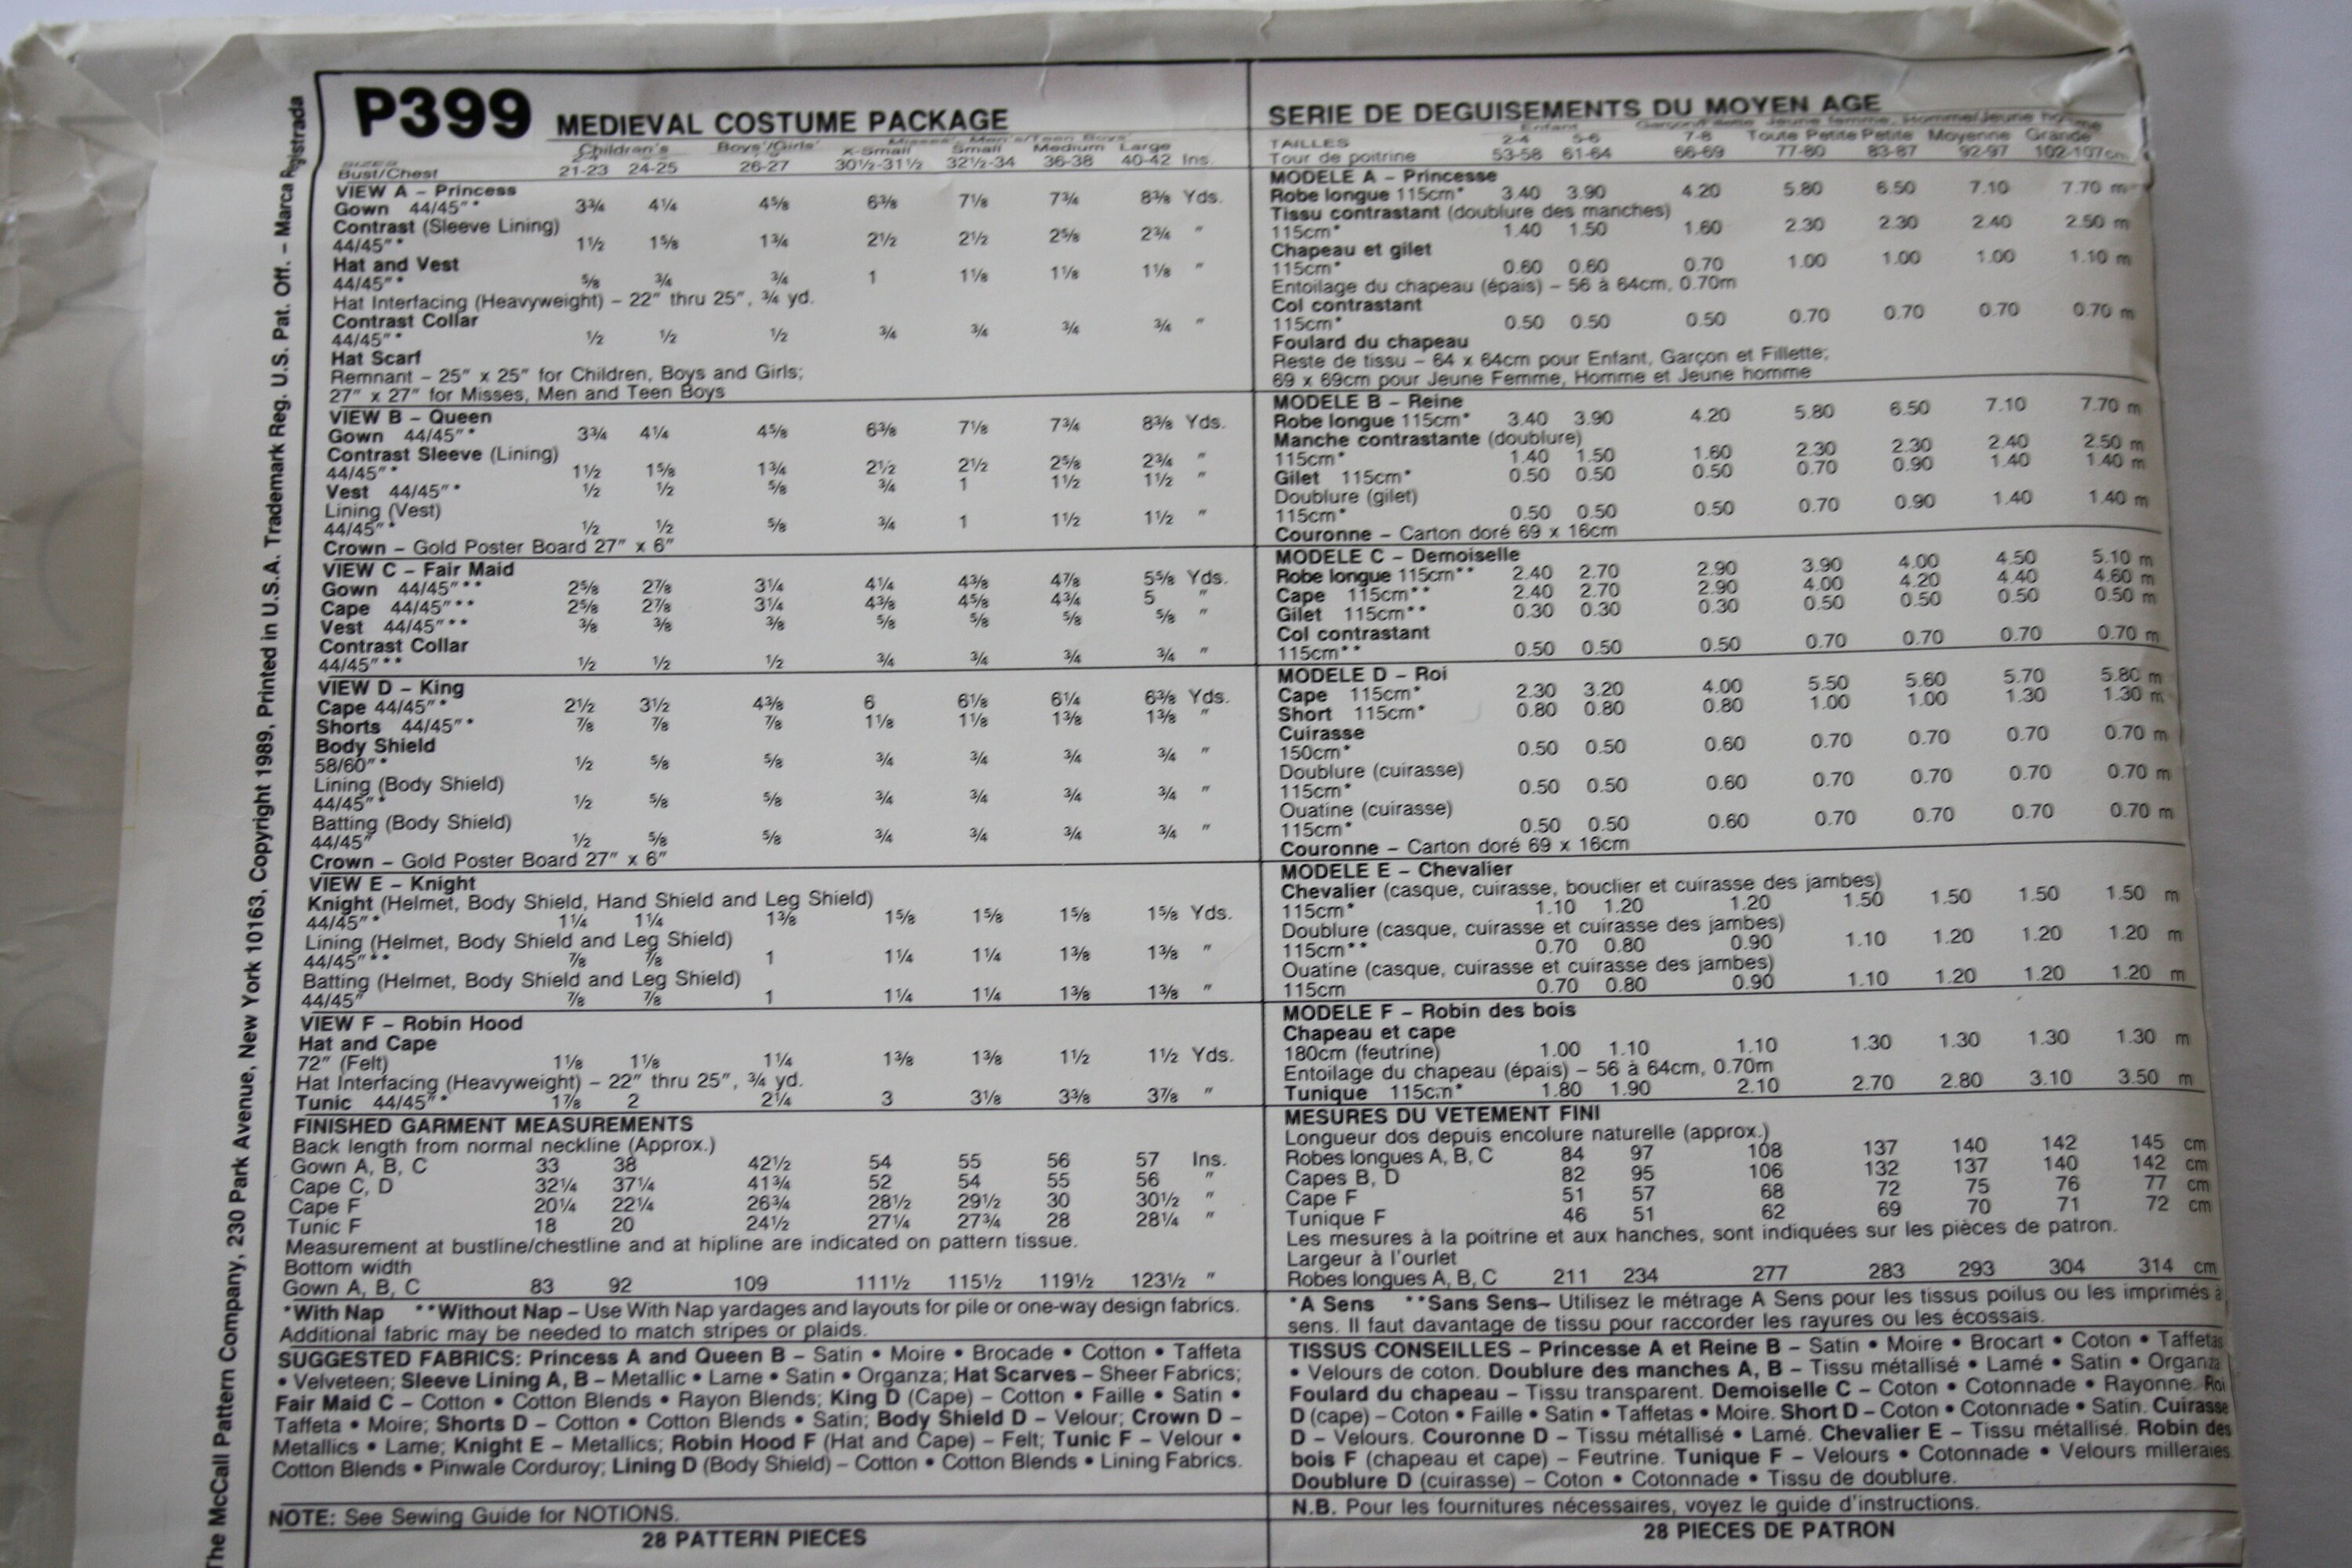 P399 MEDIEVAL COSTUME PACKAGE
Children's Boys'/Girls' Misses' Men's/Teen Boys'
SIZES 2-4 X-Small Small Medium Large
Bust/Chest 21-23 24-25 26-27 30½-31½ 32½-34 36-38 40-42 Ins.
VIEW A – Princess
Gown 44/45"* 3¾ 4¼ 4⅝ 6⅜ 7⅛ 7¾ 8⅜ Yds.
Contrast (Sleeve Lining)
44/45"* 1½ 1⅝ 1¾ 2½ 2½ 2⅝ 2¾ "
Hat and Vest
44/45"* ⅝ ¾ ¾ 1 1⅛ 1⅛ 1⅛ "
Hat Interfacing (Heavyweight) – 22" thru 25", ¾ yd.
Contrast Collar
44/45"* ½ ½ ½ ¾ ¾ ¾ ¾ "
Hat Scarf
Remnant – 25" x 25" for Children, Boys and Girls;
27" x 27" for Misses, Men and Teen Boys
VIEW B – Queen
Gown 44/45"* 3¾ 4¼ 4⅝ 6⅜ 7⅛ 7¾ 8⅜ Yds.
Contrast Sleeve (Lining)
44/45"* 1½ 1⅝ 1¾ 2½ 2½ 2⅝ 2¾ "
Vest 44/45"* ½ ½ ⅝ ¾ 1 1½ 1½ "
Lining (Vest)
44/45"* ½ ½ ⅝ ¾ 1 1½ 1½ "
Crown – Gold Poster Board 27" x 6"
VIEW C – Fair Maid
Gown 44/45"** 2⅝ 2⅞ 3¼ 4¼ 4⅜ 4⅞ 5⅝ Yds.
Cape 44/45"** 2⅝ 2⅞ 3¼ 4⅜ 4⅝ 4¾ 5 "
Vest 44/45"** ⅜ ⅜ ⅜ ⅝ ⅝ ⅝ ⅝ "
Contrast Collar
44/45"** ½ ½ ½ ¾ ¾ ¾ ¾ "
VIEW D – King
Cape 44/45"* 2½ 3½ 4⅜ 6 6⅛ 6¼ 6⅜ Yds.
Shorts 44/45"* ⅞ ⅞ ⅞ 1⅛ 1⅛ 1⅜ 1⅜ "
Body Shield
58/60"* ½ ⅝ ⅝ ¾ ¾ ¾ ¾ "
Lining (Body Shield)
44/45"* ½ ⅝ ⅝ ¾ ¾ ¾ ¾ "
Batting (Body Shield)
44/45" ½ ⅝ ⅝ ¾ ¾ ¾ ¾ "
Crown – Gold Poster Board 27" x 6"
VIEW E – Knight
Knight (Helmet, Body Shield, Hand Shield and Leg Shield)
44/45"* 1¼ 1¼ 1⅜ 1⅝ 1⅝ 1⅝ 1⅝ Yds.
Lining (Helmet, Body Shield and Leg Shield)
44/45"** ⅞ ⅞ 1 1¼ 1¼ 1⅜ 1⅜ "
Batting (Helmet, Body Shield and Leg Shield)
44/45" ⅞ ⅞ 1 1¼ 1¼ 1⅜ 1⅜ "
VIEW F – Robin Hood
Hat and Cape
72" (Felt) 1⅛ 1⅛ 1¼ 1⅜ 1⅜ 1½ 1½ Yds.
Hat Interfacing (Heavyweight) – 22" thru 25", ¾ yd.
Tunic 44/45"* 1⅞ 2 2¼ 3 3⅛ 3⅜ 3⅞ "
FINISHED GARMENT MEASUREMENTS
Back length from normal neckline (Approx.)
Gown A, B, C 33 38 42½ 54 55 56 57 Ins.
Cape C, D 32¼ 37¼ 41¾ 52 54 55 56 "
Cape F 20¼ 22¼ 26¾ 28½ 29½ 30 30½ "
Tunic F 18 20 24½ 27¼ 27¾ 28 28¼ "
Measurement at bustline/chestline and at hipline are indicated on pattern tissue.
Bottom width
Gown A, B, C 83 92 109 111½ 115½ 119½ 123½ "
*With Nap **Without Nap – Use With Nap yardages and layouts for pile or one-way design fabrics.
Additional fabric may be needed to match stripes or plaids.
SUGGESTED FABRICS: Princess A and Queen B – Satin • Moire • Brocade • Cotton • Taffeta
• Velveteen; Sleeve Lining A, B – Metallic • Lame • Satin • Organza; Hat Scarves – Sheer Fabrics;
Fair Maid C – Cotton • Cotton Blends • Rayon Blends; King D (Cape) – Cotton • Faille • Satin •
Taffeta • Moire; Shorts D – Cotton • Cotton Blends • Satin; Body Shield D – Velour; Crown D –
Metallics • Lame; Knight E – Metallics; Robin Hood F (Hat and Cape) – Felt; Tunic F – Velour •
Cotton Blends • Pinwale Corduroy; Lining D (Body Shield) – Cotton • Cotton Blends • Lining Fabrics.
NOTE: See Sewing Guide for NOTIONS.
28 PATTERN PIECES
SERIE DE DEGUISEMENTS DU MOYEN AGE
Enfant
TAILLES 2-4 5-6 7-8 Toute Petite Petite Moyenne Grande
Tour de poitrine 53-58 61-64 66-69 77-80 83-87 92-97 102-107cm
MODELE A – Princesse
Robe longue 115cm* 3.40 3.90 4.20 5.80 6.50 7.10 7.70 m
Tissu contrastant (doublure des manches)
115cm* 1.40 1.50 1.60 2.30 2.30 2.40 2.50 m
Chapeau et gilet
115cm* 0.60 0.60 0.70 1.00 1.00 1.00 1.10 m
Entoilage du chapeau (épais) – 56 à 64cm, 0.70m
Col contrastant
115cm* 0.50 0.50 0.50 0.70 0.70 0.70 0.70 m
Foulard du chapeau
Reste de tissu – 64 x 64cm pour Enfant, Garçon et Fillette;
69 x 69cm pour Jeune Femme, Homme et Jeune homme
MODELE B – Reine
Robe longue 115cm* 3.40 3.90 4.20 5.80 6.50 7.10 7.70 m
Manche contrastante (doublure)
115cm* 1.40 1.50 1.60 2.30 2.30 2.40 2.50 m
Gilet 115cm* 0.50 0.50 0.50 0.70 0.90 1.40 1.40 m
Doublure (gilet)
115cm* 0.50 0.50 0.50 0.70 0.90 1.40 1.40 m
Couronne – Carton doré 69 x 16cm
MODELE C – Demoiselle
Robe longue 115cm** 2.40 2.70 2.90 3.90 4.00 4.50 5.10 m
Cape 115cm** 2.40 2.70 2.90 4.00 4.20 4.40 4.60 m
Gilet 115cm** 0.30 0.30 0.30 0.50 0.50 0.50 0.50 m
Col contrastant
115cm** 0.50 0.50 0.50 0.70 0.70 0.70 0.70 m
MODELE D – Roi
Cape 115cm* 2.30 3.20 4.00 5.50 5.60 5.70 5.80 m
Short 115cm* 0.80 0.80 0.80 1.00 1.00 1.30 1.30 m
Cuirasse
150cm* 0.50 0.50 0.60 0.70 0.70 0.70 0.70 m
Doublure (cuirasse)
115cm* 0.50 0.50 0.60 0.70 0.70 0.70 0.70 m
Ouatine (cuirasse)
115cm* 0.50 0.50 0.60 0.70 0.70 0.70 0.70 m
Couronne – Carton doré 69 x 16cm
MODELE E – Chevalier
Chevalier (casque, cuirasse, bouclier et cuirasse des jambes)
115cm* 1.10 1.20 1.20 1.50 1.50 1.50 1.50 m
Doublure (casque, cuirasse et cuirasse des jambes)
115cm** 0.70 0.80 0.90 1.10 1.20 1.20 1.20 m
Ouatine (casque, cuirasse et cuirasse des jambes)
115cm 0.70 0.80 0.90 1.10 1.20 1.20 1.20 m
MODELE F – Robin des bois
Chapeau et cape
180cm (feutrine) 1.00 1.10 1.10 1.30 1.30 1.30 1.30 m
Entoilage du chapeau (épais) – 56 à 64cm, 0.70m
Tunique 115cm* 1.80 1.90 2.10 2.70 2.80 3.10 3.50 m
MESURES DU VETEMENT FINI
Longueur dos depuis encolure naturelle (approx.)
Robes longues A, B, C 84 97 108 137 140 142 145 cm
Capes B, D 82 95 106 132 137 140 142 cm
Cape F 51 57 68 72 75 76 77 cm
Tunique F 46 51 62 69 70 71 72 cm
Les mesures à la poitrine et aux hanches, sont indiquées sur les pièces de patron.
Largeur à l'ourlet
Robes longues A, B, C 211 234 277 283 293 304 314 cm
*A Sens **Sans Sens– Utilisez le métrage A Sens pour les tissus poilus ou les imprimés à
sens. Il faut davantage de tissu pour raccorder les rayures ou les écossais.
TISSUS CONSEILLES – Princesse A et Reine B – Satin • Moire • Brocart • Coton • Taffetas
• Velours de coton. Doublure des manches A, B – Tissu métallisé • Lamé • Satin • Organza
Foulard du chapeau – Tissu transparent. Demoiselle C – Coton • Cotonnade • Rayonne. Roi
D (cape) – Coton • Faille • Satin • Taffetas • Moire. Short D – Coton • Cotonnade • Satin. Cuirasse
D – Velours. Couronne D – Tissu métallisé • Lamé. Chevalier E – Tissu métallisé. Robin des
bois F (chapeau et cape) – Feutrine. Tunique F – Velours • Cotonnade • Velours milleraies.
Doublure D (cuirasse) – Coton • Cotonnade • Tissu de doublure.
N.B. Pour les fournitures nécessaires, voyez le guide d'instructions.
28 PIECES DE PATRON
The McCall Pattern Company, 230 Park Avenue, New York 10163, Copyright 1989, Printed in U.S.A. Trademark Reg. U.S. Pat. Off. – Marca Registrada